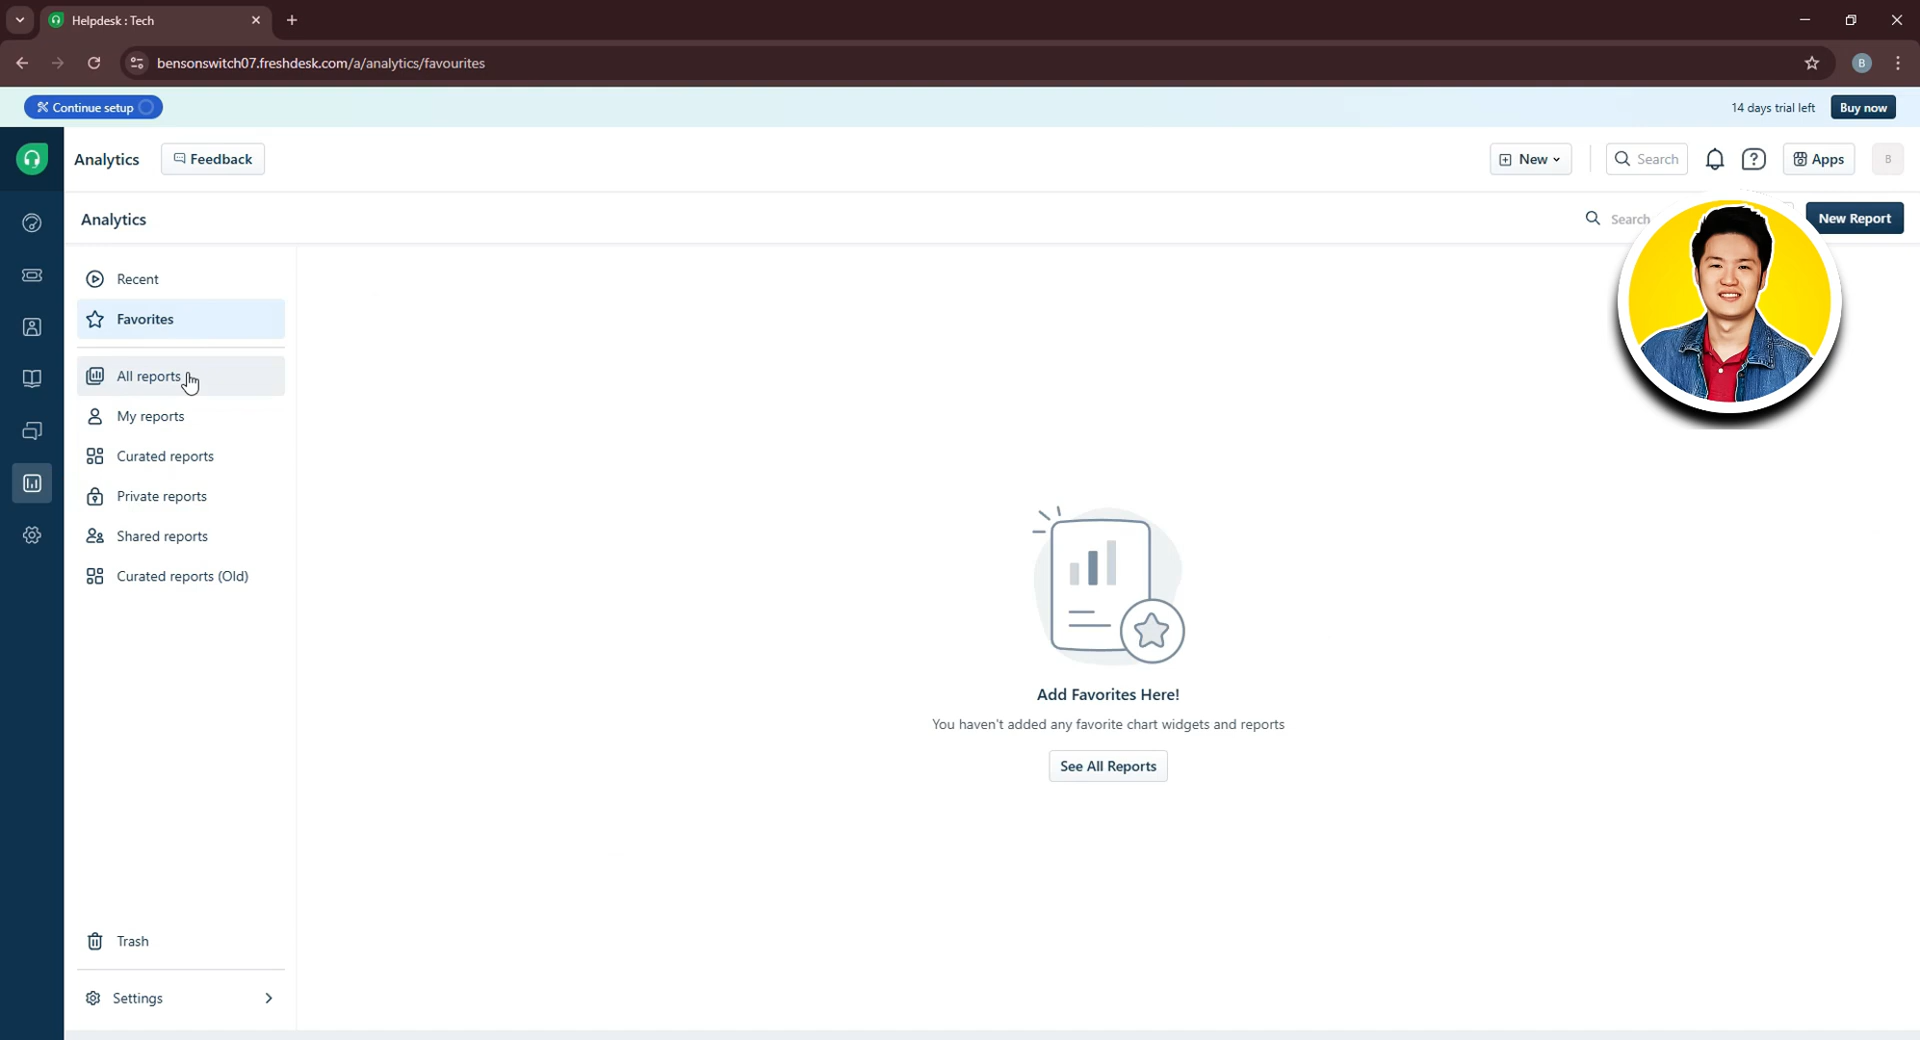 Helpdesk : Tech
bensonswitch07.freshdesk.com/a/analytics/favourites
B
Continue setup
14 days trial left
Buy now
Analytics
Feedback
New
Search
Apps
B
Analytics
Search
New Report
Recent
Favorites
All reports
My reports
Curated reports
Private reports
Shared reports
Curated reports (Old)
Add Favorites Here!
You haven't added any favorite chart widgets and reports
See All Reports
Trash
Settings